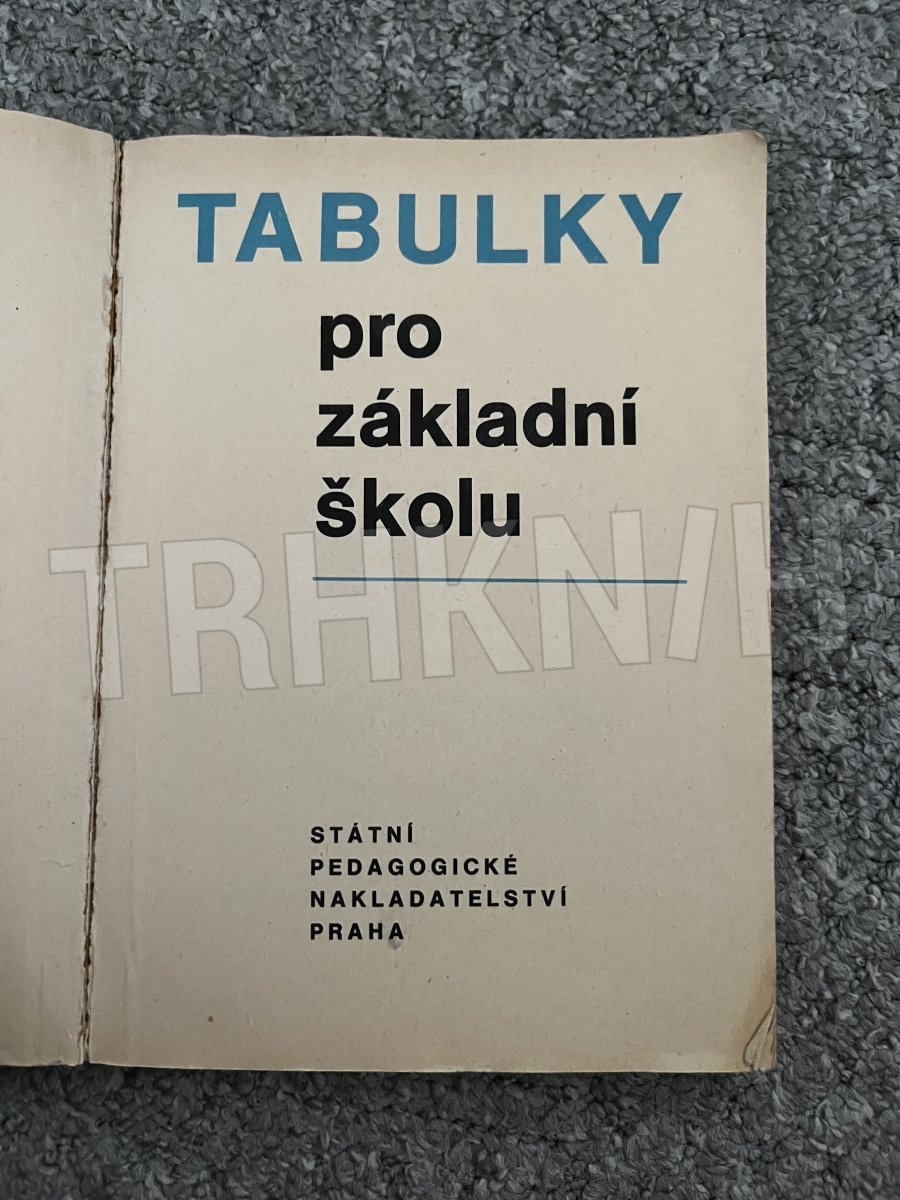 TABULKY
pro
základní
školu
TRHKNIH
STÁTNÍ
PEDAGOGICKÉ
NAKLADATELSTVÍ
PRAHA